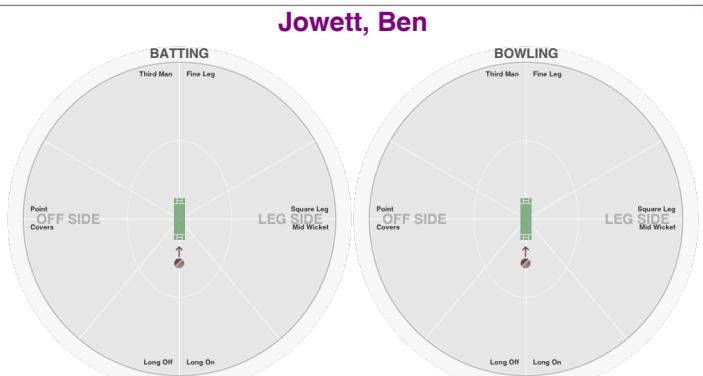 Jowett, Ben
BATTING
Third Man
Fine Leg
Point
OFF SIDE
Covers
Square Leg
LEG SIDE
Mid Wicket
Long Off
Long On
BOWLING
Third Man
Fine Leg
Point
OFF SIDE
Covers
Square Leg
LEG SIDE
Mid Wicket
Long Off
Long On